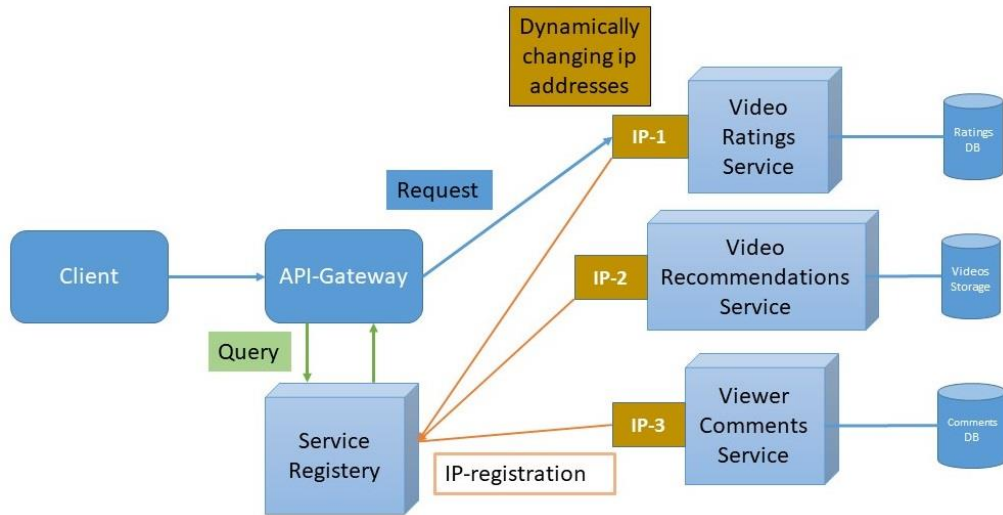 Dynamically
changing ip
addresses
IP-1
Video
Ratings
Service
Ratings
DB
Request
Client
API-Gateway
IP-2
Video
Recommendations
Service
Videos
Storage
Query
Service
Registery
IP-registration
IP-3
Viewer
Comments
Service
Comments
DB